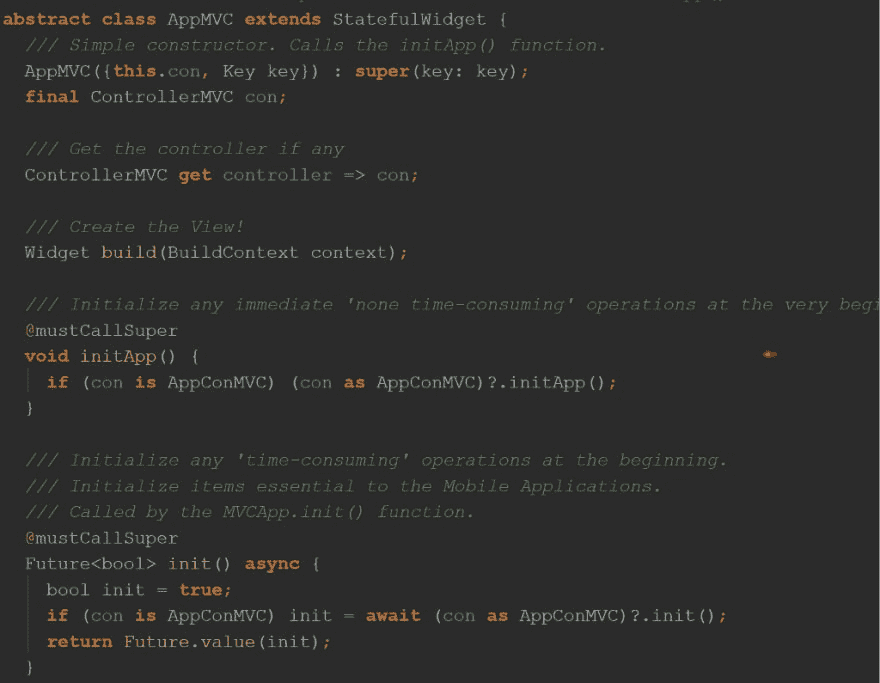 abstract class AppMVC extends StatefulWidget {
/// Simple constructor. Calls the initApp() function.
AppMVC({this.con, Key key}) : super(key: key);
final ControllerMVC con;
/// Get the controller if any
ControllerMVC get controller => con;
/// Create the View!
Widget build(BuildContext context);
/// Initialize any immediate 'none time-consuming' operations at the very begi
@mustCallSuper
void initApp() {
if (con is AppConMVC) (con as AppConMVC)?.initApp();
}
/// Initialize any 'time-consuming' operations at the beginning.
/// Initialize items essential to the Mobile Applications.
/// Called by the MVCApp.init() function.
@mustCallSuper
Future<bool> init() async {
bool init = true;
if (con is AppConMVC) init = await (con as AppConMVC)?.init();
return Future.value(init);
}